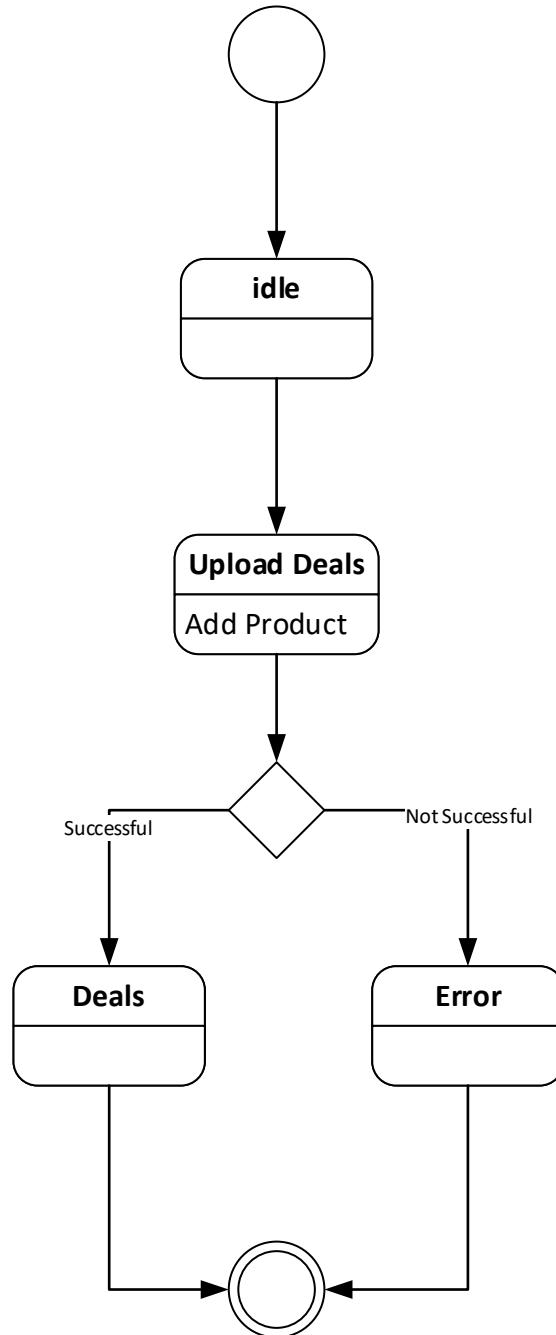 idle
Upload Deals
Add Product
Successful
Not Successful
Deals
Error